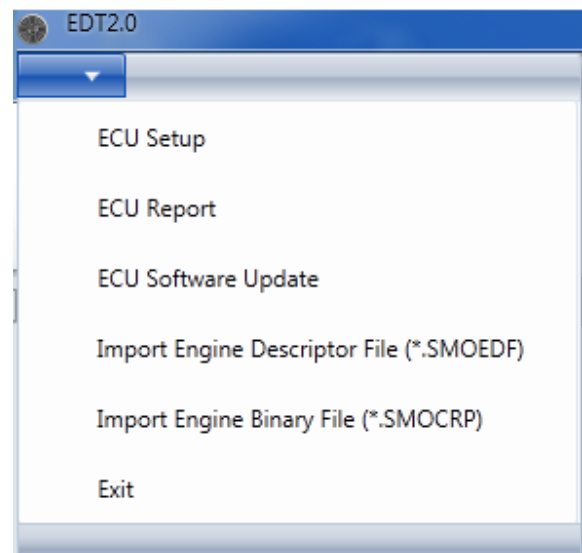 EDT2.0
ECU Setup
ECU Report
ECU Software Update
Import Engine Descriptor File (*.SMOEDF)
Import Engine Binary File (*.SMOCRP)
Exit